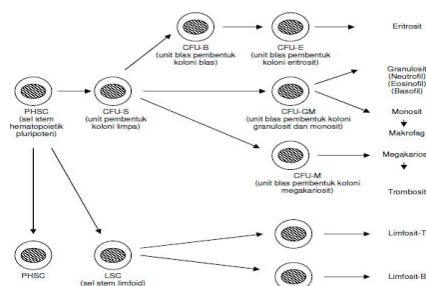 CFU-B
(unit blas pembentuk
koloni blas)
CFU-E
(unit blas pembentuk
koloni eritrosit)
Eritrosit
PHSC
(sel stem
hematopoietik
pluripoten)
CFU-S
(unit pembentuk
koloni limpa)
CFU-GM
(unit blas pembentuk koloni
granulosit dan monosit)
Granulosit
(Neutrofil)
(Eosinofil)
(Basofil)
Monosit
Makrofag
CFU-M
(unit blas pembentuk koloni
megakariosit)
Megakarios
Trombosit
PHSC
LSC
(sel stem limfoid)
Limfosit-T
Limfosit-B